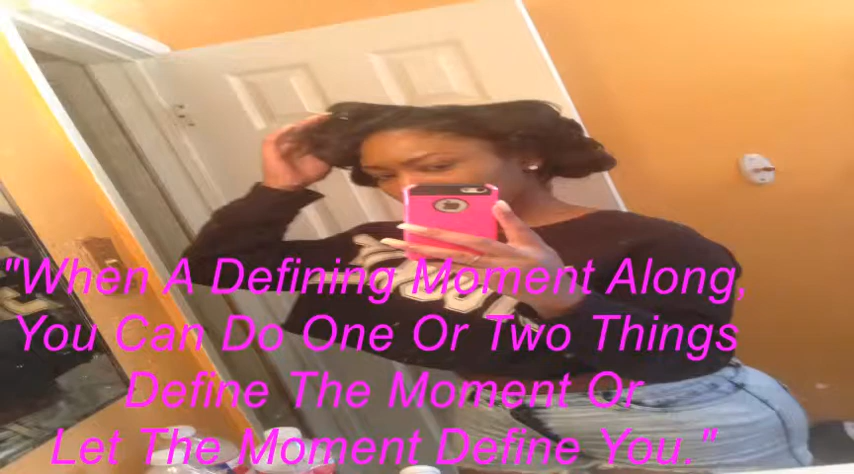 "When A Defining Moment Along,
You Can Do One Or Two Things
Define The Moment Or
Let The Moment Define You."